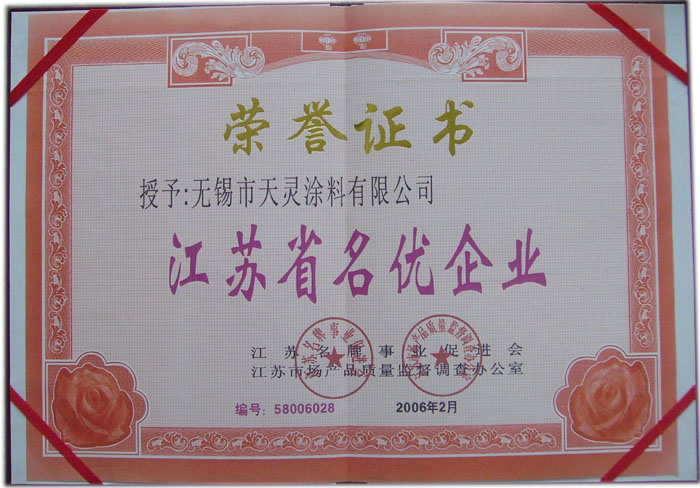 荣誉证书
授予:无锡市天灵涂料有限公司
江苏省名优企业
江苏名牌事业促进会
江苏市场产品质量监督调查办公室
编号:58006028
2006年2月